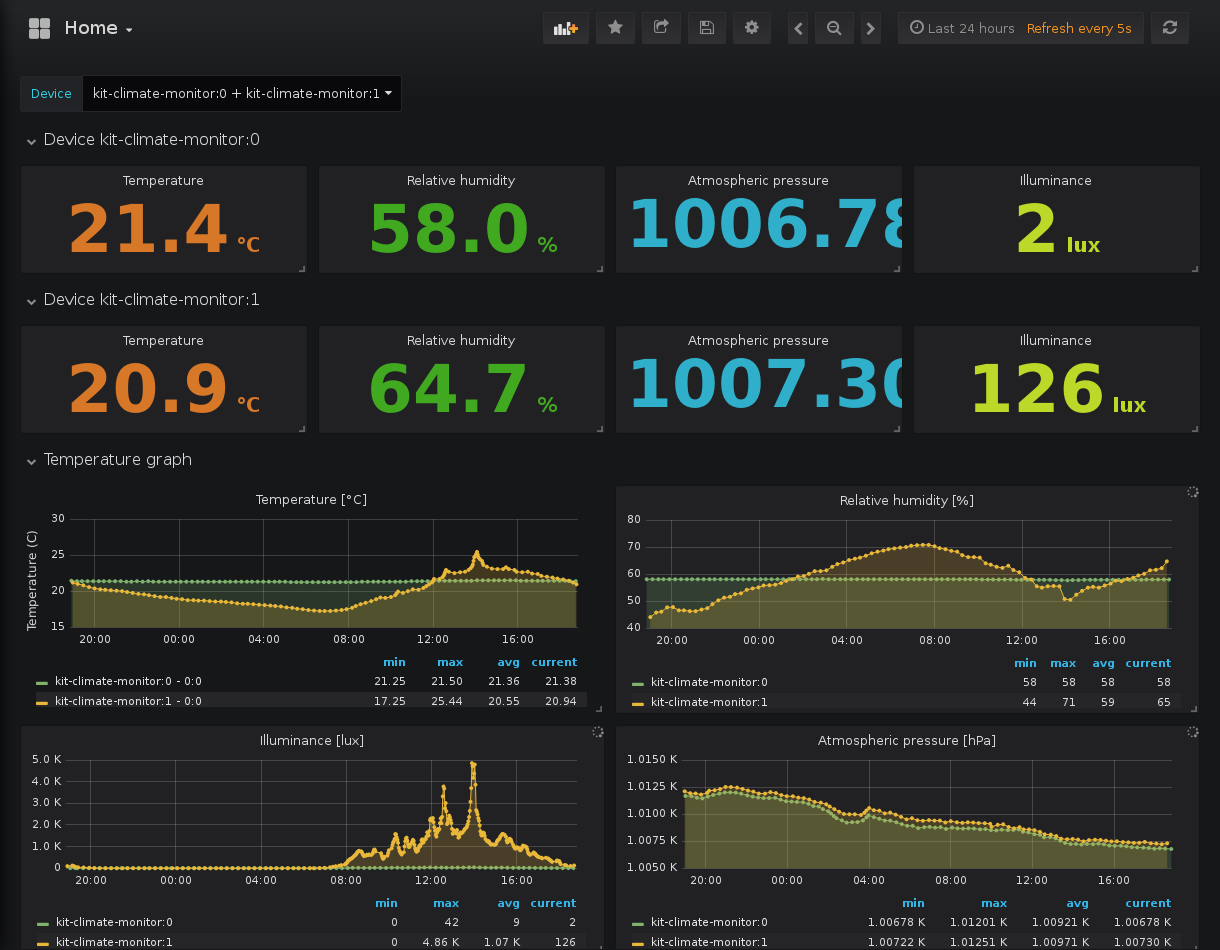 Home
Last 24 hours Refresh every 5s
Device kit-climate-monitor:0 + kit-climate-monitor:1
Device kit-climate-monitor:0
Temperature Relative humidity Atmospheric pressure Illuminance
21.4 °C 58.0 % 1006.78 2 lux
Device kit-climate-monitor:1
Temperature Relative humidity Atmospheric pressure Illuminance
20.9 °C 64.7 % 1007.30 126 lux
Temperature graph
Temperature [°C]
Temperature (C)
30
25
20
15
20:00 00:00 04:00 08:00 12:00 16:00
min max avg current
kit-climate-monitor:0 - 0:0 21.25 21.50 21.36 21.38
kit-climate-monitor:1 - 0:0 17.25 25.44 20.55 20.94
Relative humidity [%]
80
70
60
50
40
20:00 00:00 04:00 08:00 12:00 16:00
min max avg current
kit-climate-monitor:0 58 58 58 58
kit-climate-monitor:1 44 71 59 65
Illuminance [lux]
5.0 K
4.0 K
3.0 K
2.0 K
1.0 K
0
20:00 00:00 04:00 08:00 12:00 16:00
min max avg current
kit-climate-monitor:0 0 42 9 2
kit-climate-monitor:1 0 4.86 K 1.07 K 126
Atmospheric pressure [hPa]
1.0150 K
1.0125 K
1.0100 K
1.0075 K
1.0050 K
20:00 00:00 04:00 08:00 12:00 16:00
min max avg current
kit-climate-monitor:0 1.00678 K 1.01201 K 1.00921 K 1.00678 K
kit-climate-monitor:1 1.00722 K 1.01251 K 1.00971 K 1.00730 K